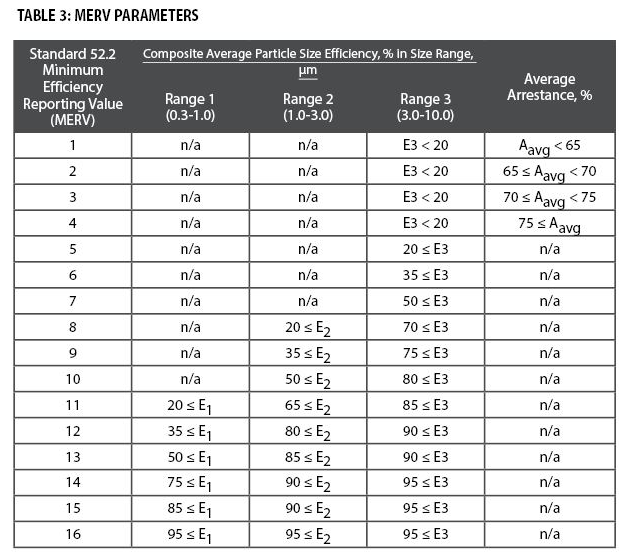 TABLE 3: MERV PARAMETERS
Standard 52.2
Minimum
Efficiency
Reporting Value
(MERV)
Composite Average Particle Size Efficiency, % in Size Range,
µm
Range 1
(0.3-1.0)
Range 2
(1.0-3.0)
Range 3
(3.0-10.0)
Average
Arrestance, %
1 n/a n/a E3 < 20 Aavg < 65
2 n/a n/a E3 < 20 65 ≤ Aavg < 70
3 n/a n/a E3 < 20 70 ≤ Aavg < 75
4 n/a n/a E3 < 20 75 ≤ Aavg
5 n/a n/a 20 ≤ E3 n/a
6 n/a n/a 35 ≤ E3 n/a
7 n/a n/a 50 ≤ E3 n/a
8 n/a 20 ≤ E2 70 ≤ E3 n/a
9 n/a 35 ≤ E2 75 ≤ E3 n/a
10 n/a 50 ≤ E2 80 ≤ E3 n/a
11 20 ≤ E1 65 ≤ E2 85 ≤ E3 n/a
12 35 ≤ E1 80 ≤ E2 90 ≤ E3 n/a
13 50 ≤ E1 85 ≤ E2 90 ≤ E3 n/a
14 75 ≤ E1 90 ≤ E2 95 ≤ E3 n/a
15 85 ≤ E1 90 ≤ E2 95 ≤ E3 n/a
16 95 ≤ E1 95 ≤ E2 95 ≤ E3 n/a